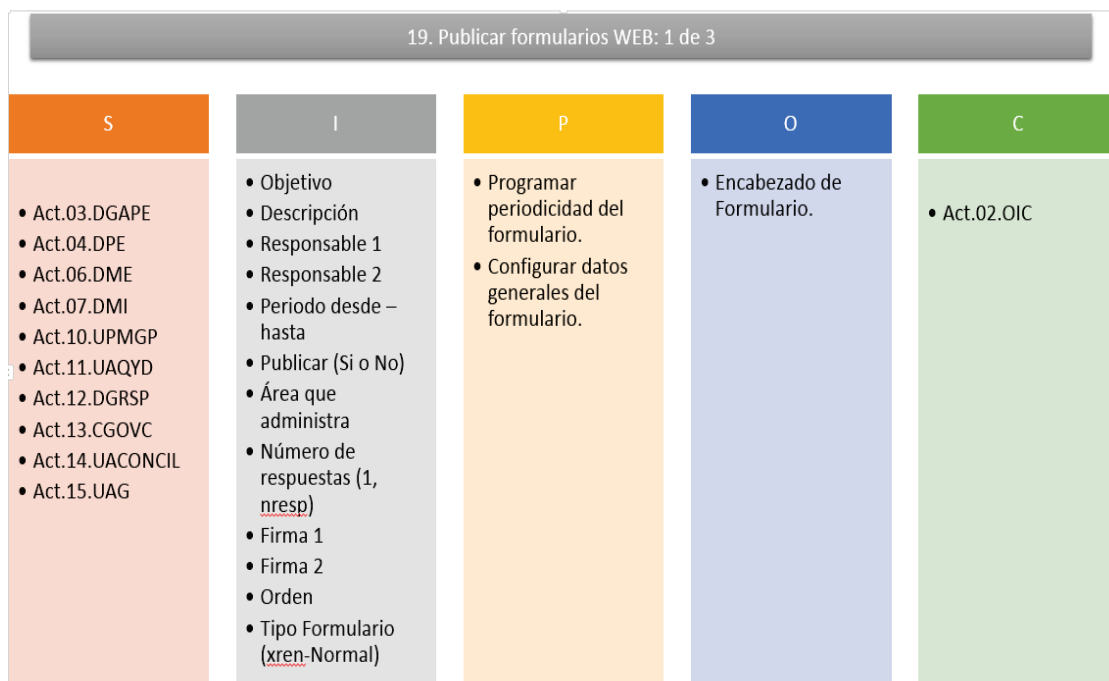 19. Publicar formularios WEB: 1 de 3
S
• Act.03.DGAPE
• Act.04.DPE
• Act.06.DME
• Act.07.DMI
• Act.10.UPMGP
• Act.11.UAQYD
• Act.12.DGRSP
• Act.13.CGOVC
• Act.14.UACONCIL
• Act.15.UAG
I
• Objetivo
• Descripción
• Responsable 1
• Responsable 2
• Periodo desde –
hasta
• Publicar (Si o No)
• Área que
administra
• Número de
respuestas (1,
nresp)
• Firma 1
• Firma 2
• Orden
• Tipo Formulario
(xren-Normal)
P
• Programar
periodicidad del
formulario.
• Configurar datos
generales del
formulario.
O
• Encabezado de
Formulario.
C
• Act.02.OIC